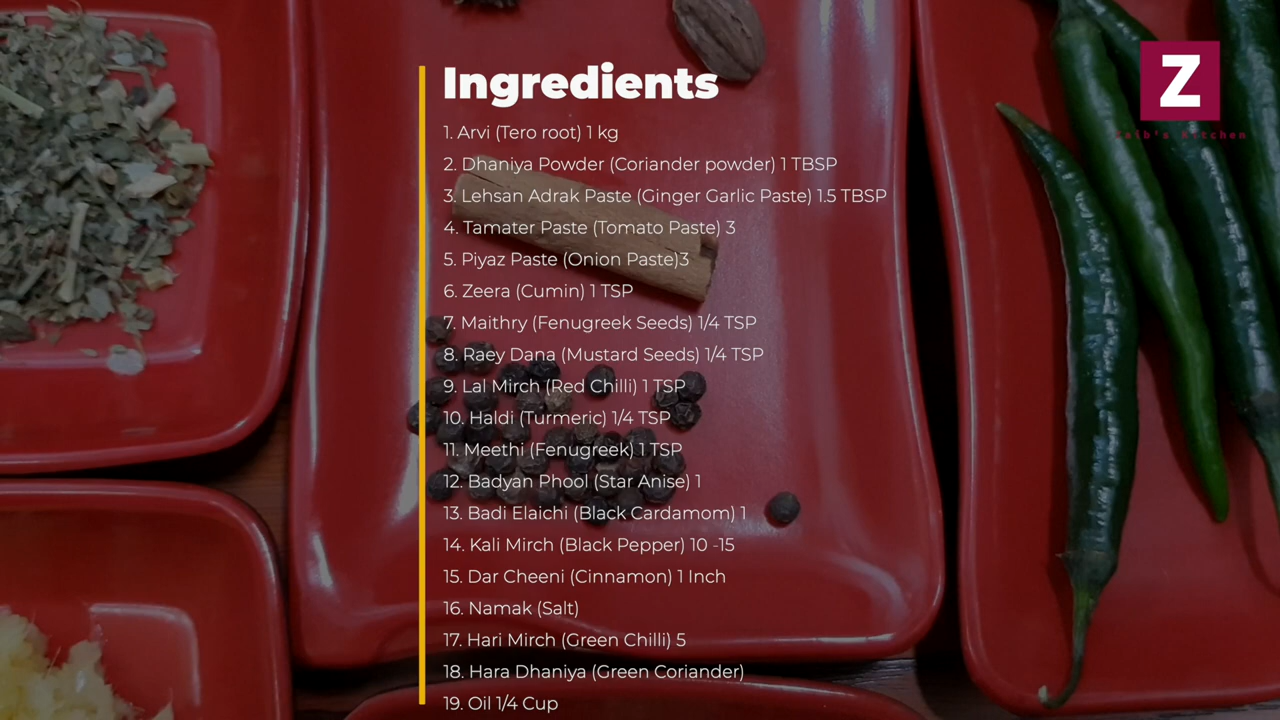 Ingredients
1. Arvi (Tero root) 1 kg
2. Dhaniya Powder (Coriander powder) 1 TBSP
3. Lehsan Adrak Paste (Ginger Garlic Paste) 1.5 TBSP
4. Tamater Paste (Tomato Paste) 3
5. Piyaz Paste (Onion Paste)3
6. Zeera (Cumin) 1 TSP
7. Maithry (Fenugreek Seeds) 1/4 TSP
8. Raey Dana (Mustard Seeds) 1/4 TSP
9. Lal Mirch (Red Chilli) 1 TSP
10. Haldi (Turmeric) 1/4 TSP
11. Meethi (Fenugreek) 1 TSP
12. Badyan Phool (Star Anise) 1
13. Badi Elaichi (Black Cardamom) 1
14. Kali Mirch (Black Pepper) 10 -15
15. Dar Cheeni (Cinnamon) 1 Inch
16. Namak (Salt)
17. Hari Mirch (Green Chilli) 5
18. Hara Dhaniya (Green Coriander)
19. Oil 1/4 Cup
Z
Kitchen